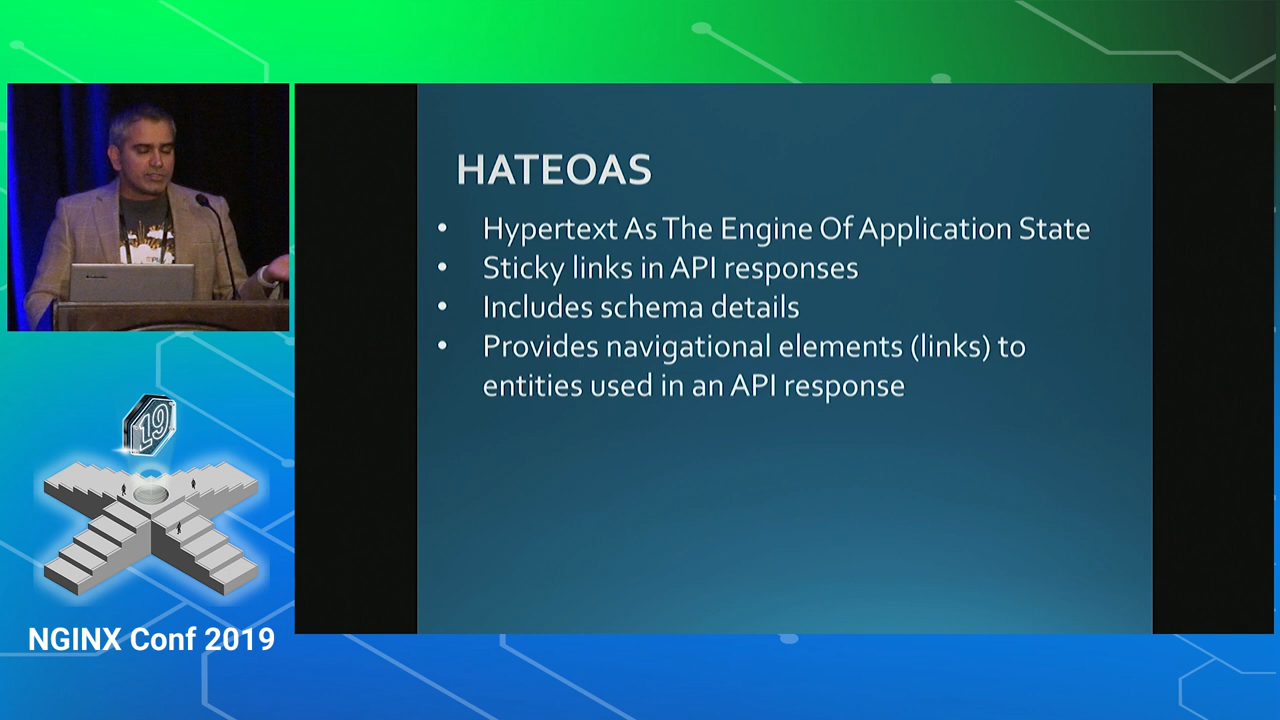 HATEOAS
• Hypertext As The Engine Of Application State
• Sticky links in API responses
• Includes schema details
• Provides navigational elements (links) to
entities used in an API response
19
NGINX Conf 2019